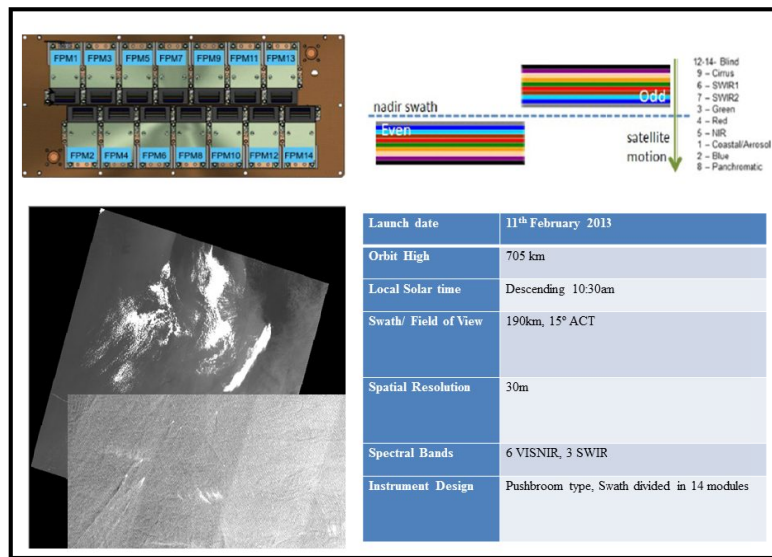 FPM1 FPM3 FPM5 FPM7 FPM9 FPM11 FPM13
FPM2 FPM4 FPM6 FPM8 FPM10 FPM12 FPM14
nadir swath
Odd
Even
satellite
motion
12-14- Blind
9 – Cirrus
6 – SWIR1
7 – SWIR2
3 – Green
4 – Red
5 – NIR
1 – Coastal/Aerosol
2 – Blue
8 – Panchromatic
Launch date 11th February 2013
Orbit High 705 km
Local Solar time Descending 10:30am
Swath/ Field of View 190km, 15º ACT
Spatial Resolution 30m
Spectral Bands 6 VISNIR, 3 SWIR
Instrument Design Pushbroom type, Swath divided in 14 modules